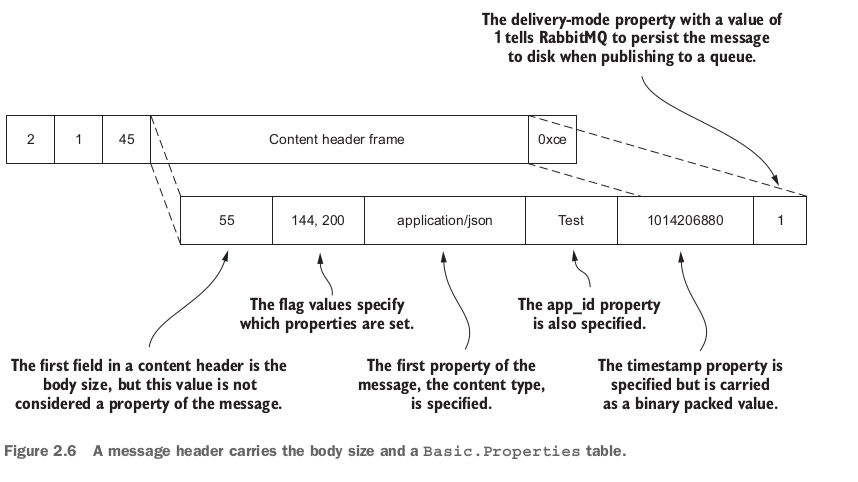 The delivery-mode property with a value of
1 tells RabbitMQ to persist the message
to disk when publishing to a queue.
2 1 45 Content header frame 0xce
55 144, 200 application/json Test 1014206880 1
The flag values specify
which properties are set.
The app_id property
is also specified.
The first field in a content header is the
body size, but this value is not
considered a property of the message.
The first property of the
message, the content type,
is specified.
The timestamp property is
specified but is carried
as a binary packed value.
Figure 2.6 A message header carries the body size and a Basic.Properties table.